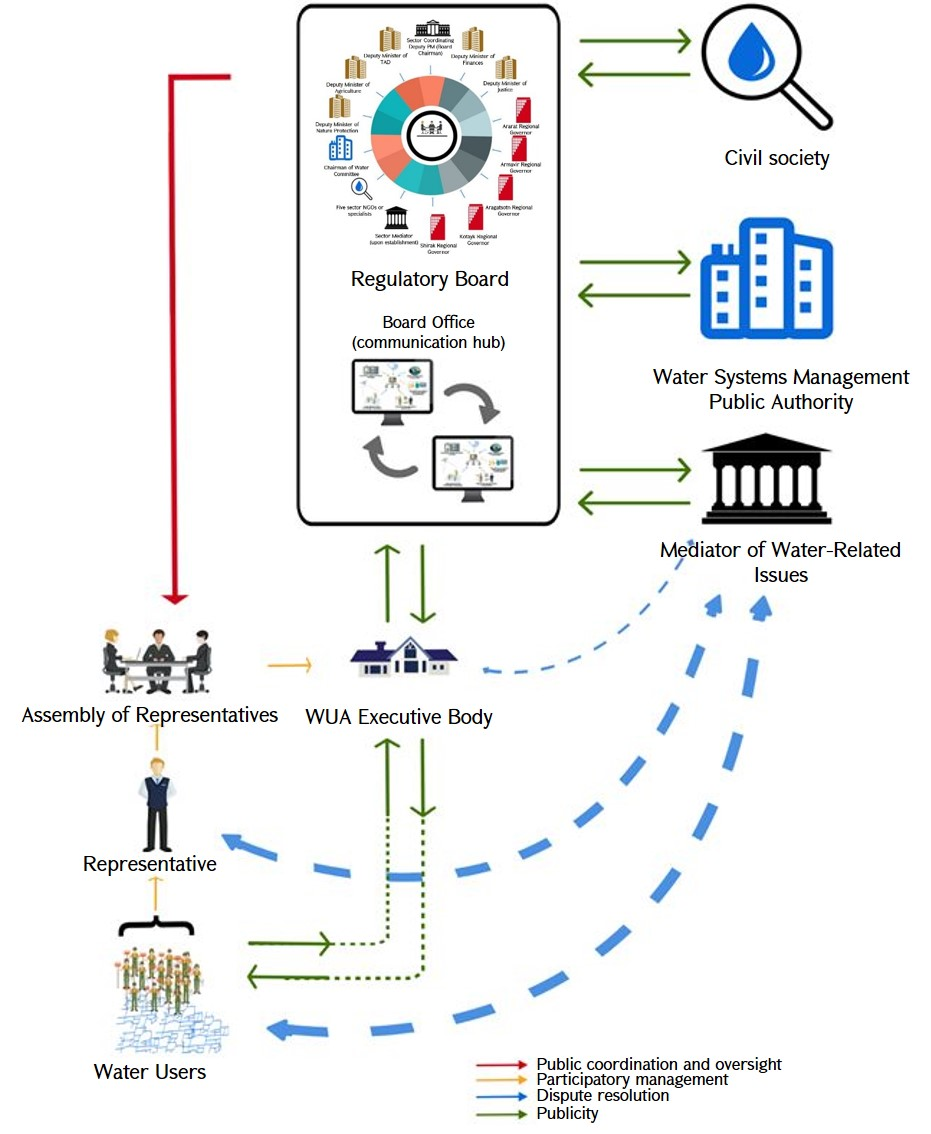 Sector Coordinating
Deputy PM (Board
Chairman)
Deputy Minister of
TAD
Deputy Minister of
Finances
Deputy Minister of
Agriculture
Deputy Minister of
Justice
Deputy Minister of
Nature Protection
Ararat Regional
Governor
Chairman of Water
Committee
Armavir Regional
Governor
Five sector NGOs or
specialists
Aragatsotn Regional
Governor
Sector Mediator
(upon establishment)
Shirak Regional
Governor
Kotayk Regional
Governor
Regulatory Board
Board Office
(communication hub)
Civil society
Water Systems Management
Public Authority
Mediator of Water-Related
Issues
Assembly of Representatives
WUA Executive Body
Representative
Water Users
Public coordination and oversight
Participatory management
Dispute resolution
Publicity